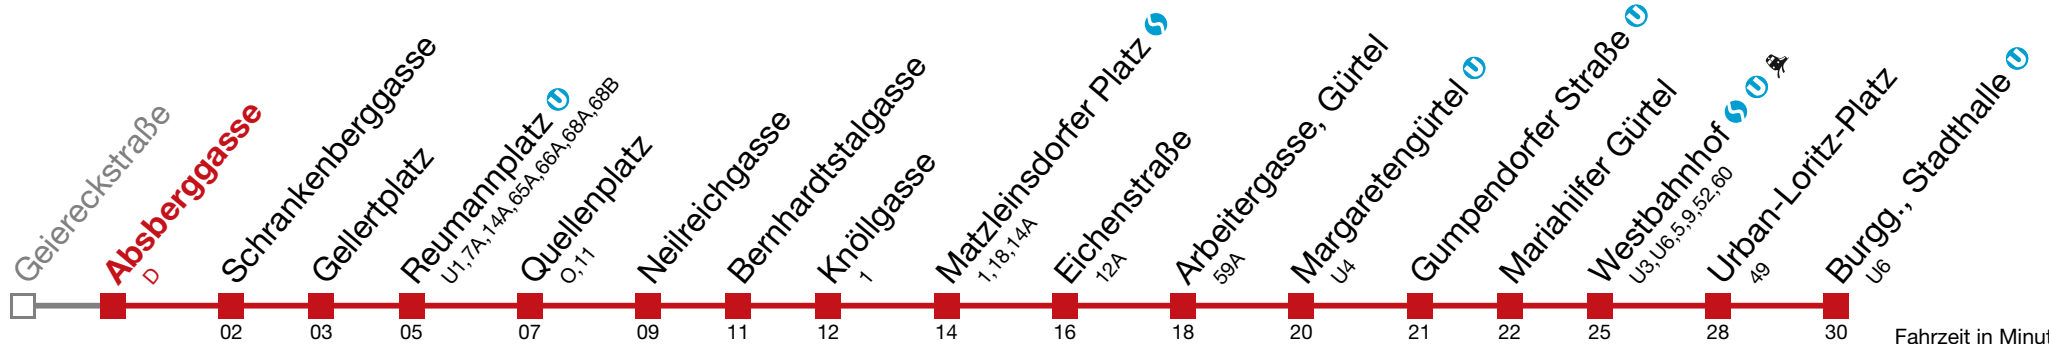 Geiereckstraße
Absberggasse
D
Schrankenberggasse
02
Gellertplatz
03
Reumannplatz U
U1,7A,14A,65A,66A,68A,68B
05
Quellenplatz
O,11
07
Neilreichgasse
09
Bernhardtstalgasse
11
Knöllgasse
1
12
Matzleinsdorfer Platz S
1,18,14A
14
Eichenstraße
12A
16
Arbeitergasse, Gürtel
59A
18
Margaretengürtel U
U4
20
Gumpendorfer Straße U
21
Mariahilfer Gürtel
22
Westbahnhof S U
U3,U6,5,9,52,60
25
Urban-Loritz-Platz
49
28
Burgg., Stadthalle U
U6
30
Fahrzeit in Minut